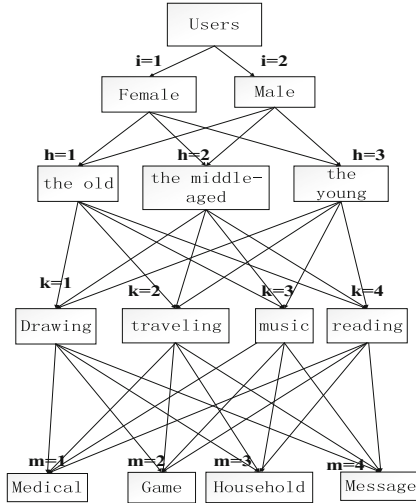 Users
i=1
i=2
Female
Male
h=1
h=2
h=3
the old
the middle-
aged
the
young
k=1
k=2
k=3
k=4
Drawing
traveling
music
reading
m=1
m=2
m=3
m=4
Medical
Game
Household
Message